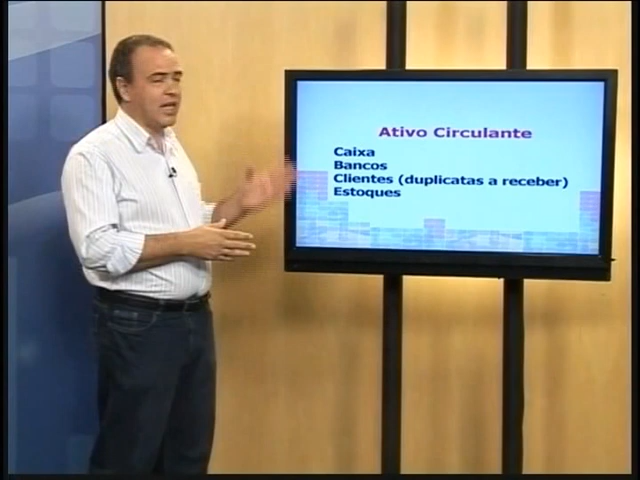 Ativo Circulante
Caixa
Bancos
Clientes (duplicatas a receber)
Estoques